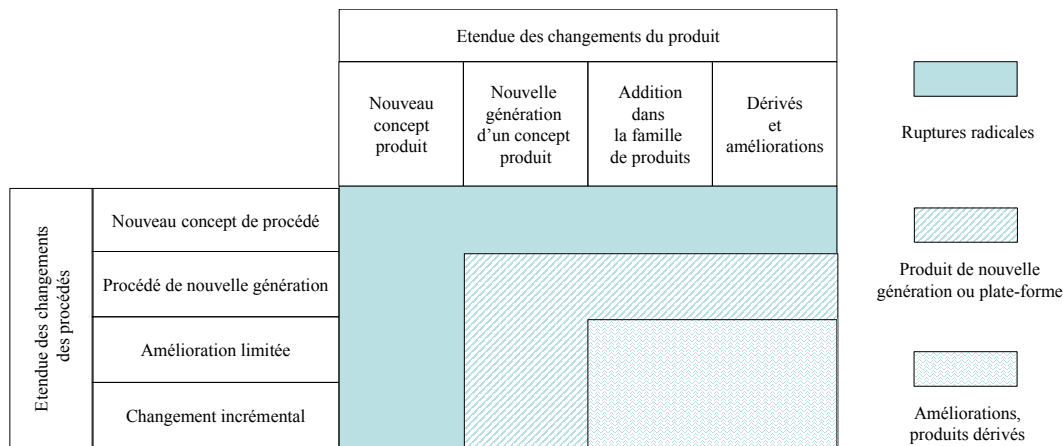 Etendue des changements du produit
Nouveau
concept
produit
Nouvelle
génération
d'un concept
produit
Addition
dans
la famille
de produits
Dérivés
et
améliorations
Ruptures radicales
Etendue des changements
des procédés
Nouveau concept de procédé
Procédé de nouvelle génération
Amélioration limitée
Changement incrémental
Produit de nouvelle
génération ou plate-forme
Améliorations,
produits dérivés